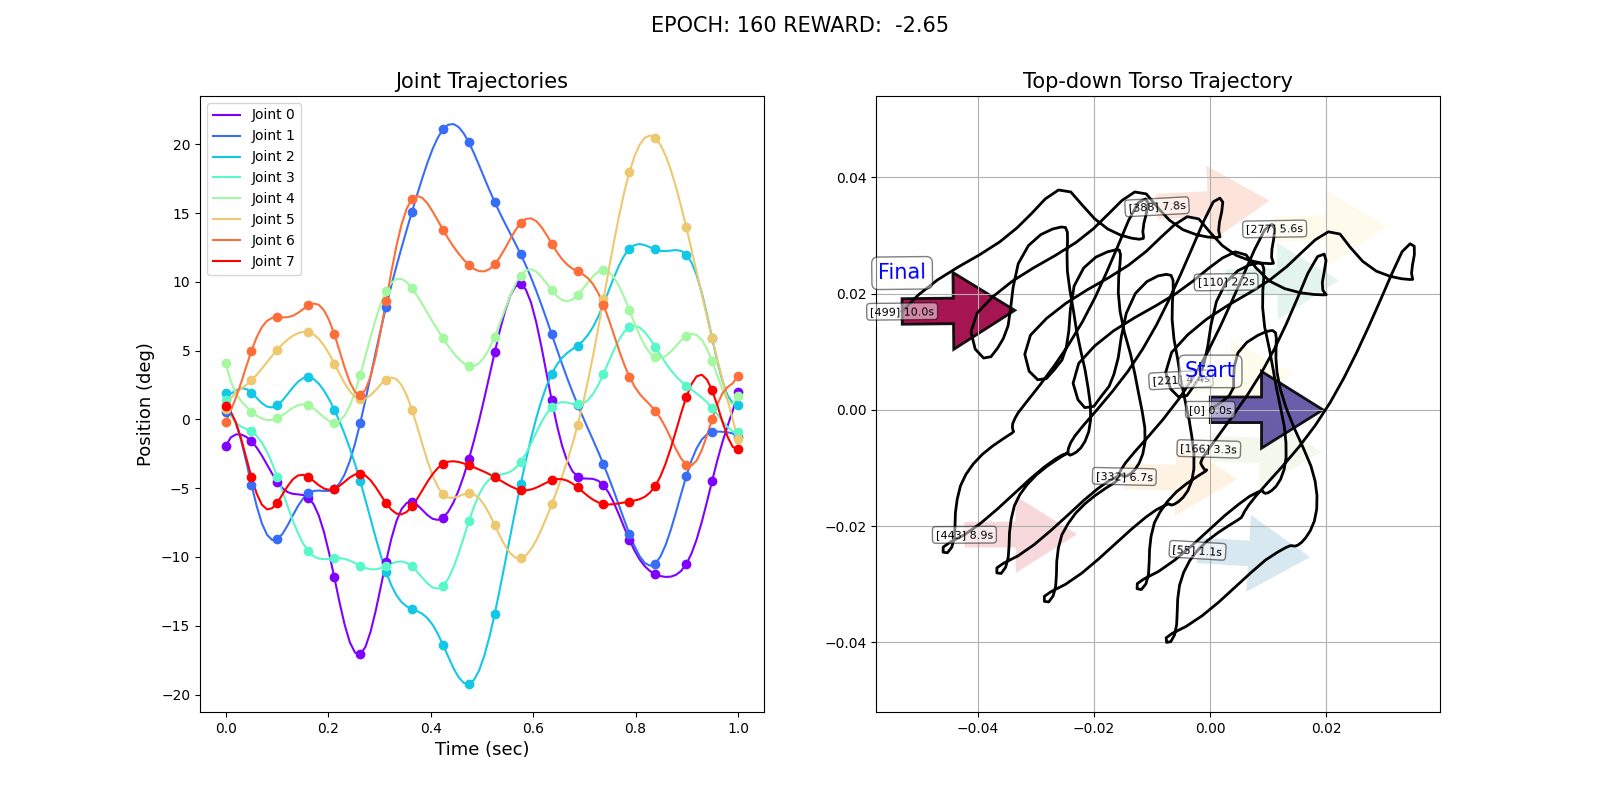 EPOCH: 160 REWARD:  -2.65
Joint Trajectories
Joint 0
Joint 1
Joint 2
Joint 3
Joint 4
Joint 5
Joint 6
Joint 7
20
15
10
5
0
−5
−10
−15
−20
Position (deg)
0.0 0.2 0.4 0.6 0.8 1.0
Time (sec)
Top-down Torso Trajectory
0.04
0.02
0.00
−0.02
−0.04
−0.04 −0.02 0.00 0.02
[388] 7.8s
[277] 5.6s
Final
[110] 2.2s
[499] 10.0s
Start
[221] 4.4s
[0] 0.0s
[166] 3.3s
[332] 6.7s
[443] 8.9s
[55] 1.1s